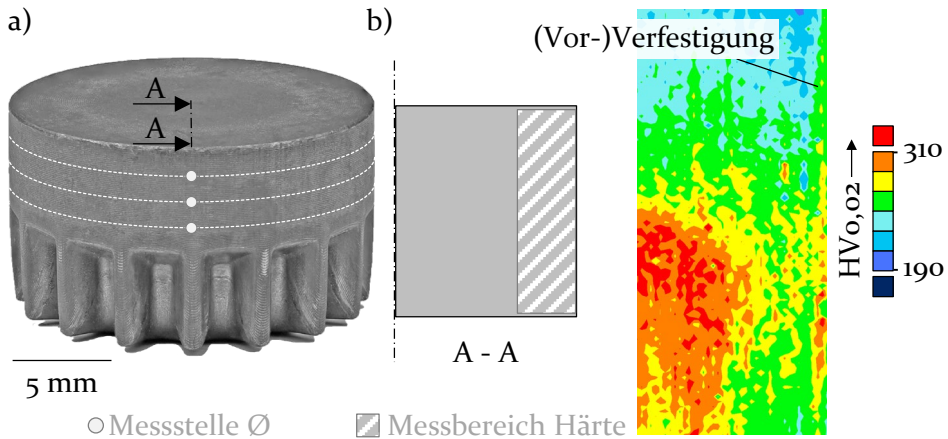 a)
A
A
5 mm
b)
A - A
(Vor-)Verfestigung
HV0,02
310
190
Messstelle Ø
Messbereich Härte